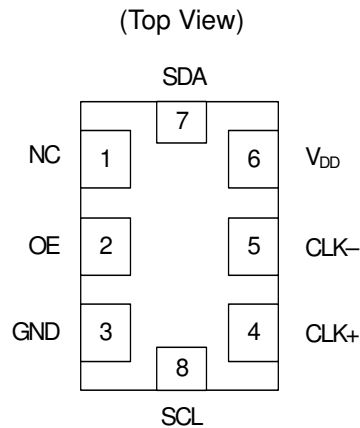 (Top View)
SDA
7
NC 1 6 VDD
OE 2 5 CLK–
GND 3 4 CLK+
8
SCL